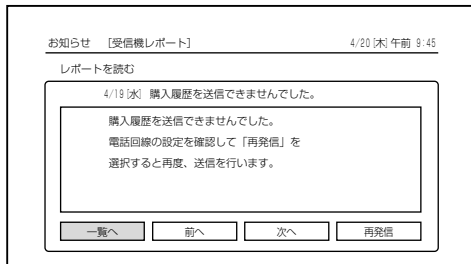 お知らせ [受信機レポート] 4/20[木]午前 9:45
レポートを読む
4/19[水] 購入履歴を送信できませんでした。
購入履歴を送信できませんでした。
電話回線の設定を確認して「再発信」を
選択すると再度、送信を行います。
一覧へ 前へ 次へ 再発信